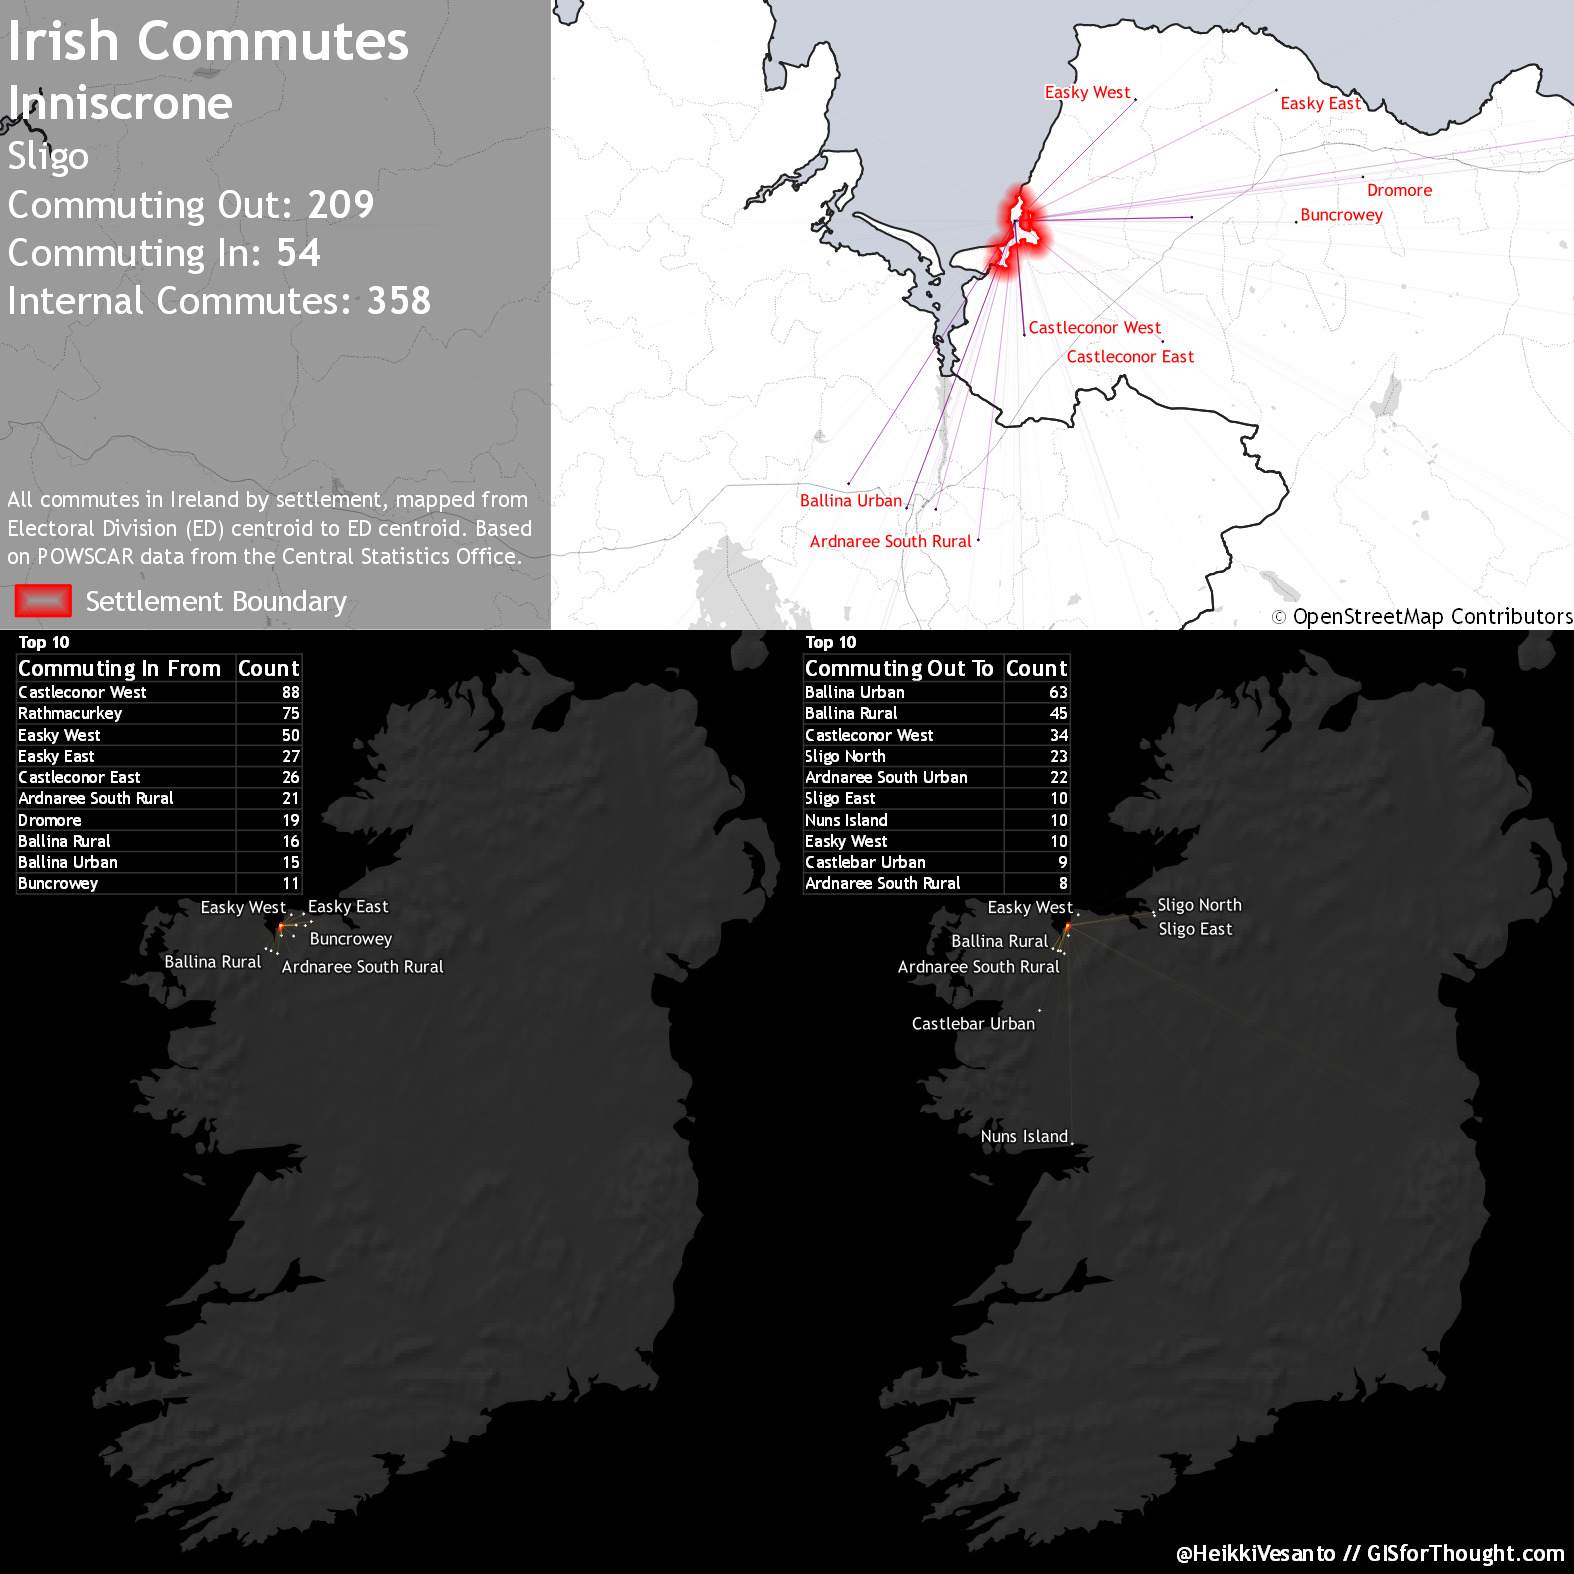 Irish Commutes
Inniscrone
Sligo
Commuting Out: 209
Commuting In: 54
Internal Commutes: 358
All commutes in Ireland by settlement, mapped from
Electoral Division (ED) centroid to ED centroid. Based
on POWSCAR data from the Central Statistics Office.
Settlement Boundary
Easky West
Easky East
Dromore
Buncrowey
Castleconor West
Castleconor East
Ballina Urban
Ardnaree South Rural
© OpenStreetMap Contributors
Top 10
Commuting In From Count
Castleconor West 88
Rathmacurkey 75
Easky West 50
Easky East 27
Castleconor East 26
Ardnaree South Rural 21
Dromore 19
Ballina Rural 16
Ballina Urban 15
Buncrowey 11
Easky West
Easky East
Buncrowey
Ballina Rural
Ardnaree South Rural
Top 10
Commuting Out To Count
Ballina Urban 63
Ballina Rural 45
Castleconor West 34
Sligo North 23
Ardnaree South Urban 22
Sligo East 10
Nuns Island 10
Easky West 10
Castlebar Urban 9
Ardnaree South Rural 8
Easky West
Sligo North
Sligo East
Ballina Rural
Ardnaree South Rural
Castlebar Urban
Nuns Island
@HeikkiVesanto // GISforThought.com